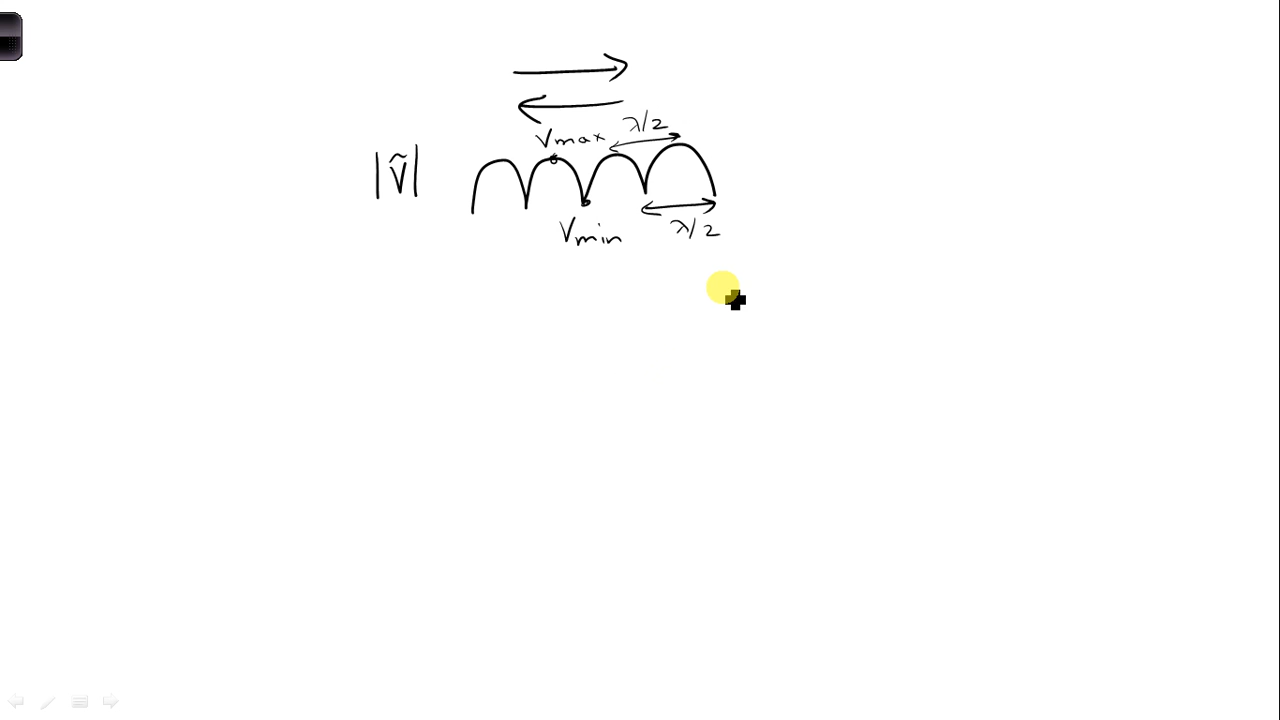 λ/2
Vmax
|Ṽ|
Vmin
λ/2